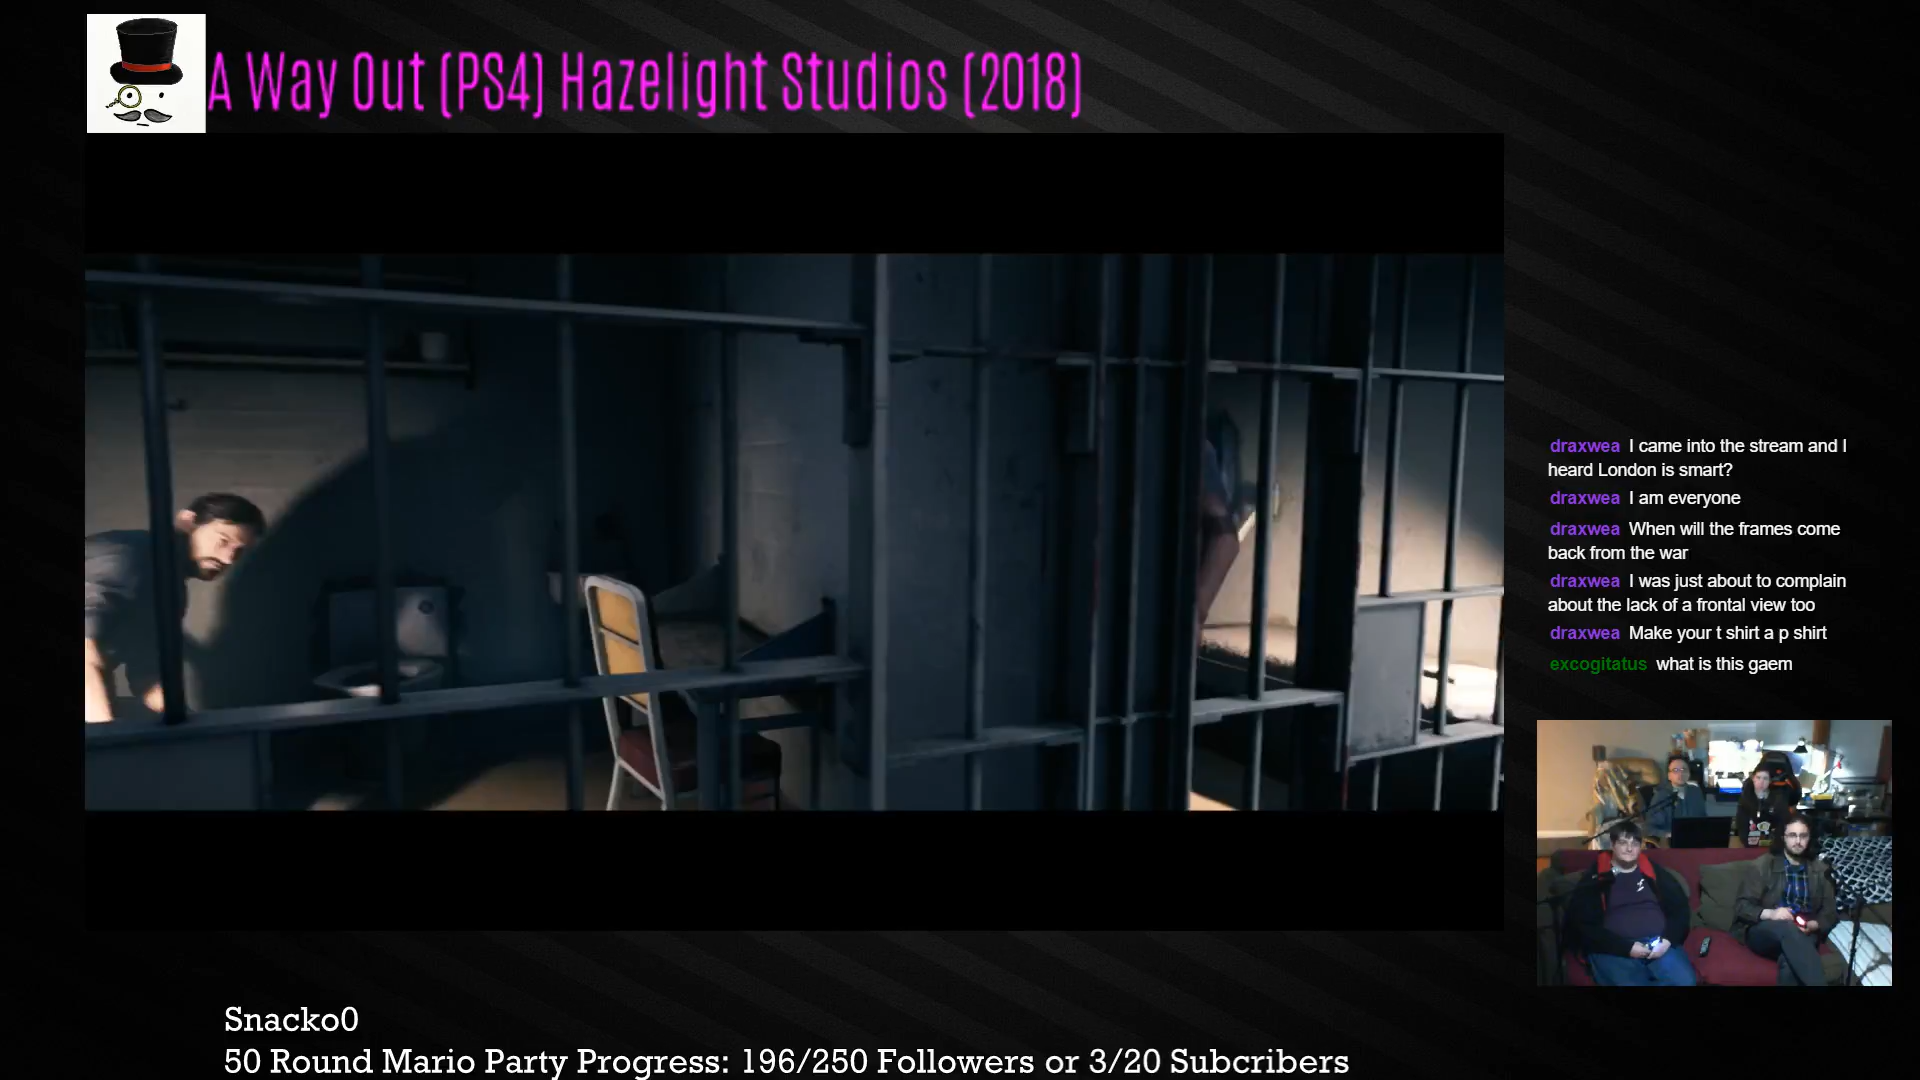 A Way Out (PS4) Hazelight Studios (2018)
draxwea I came into the stream and I
heard London is smart?
draxwea I am everyone
draxwea When will the frames come
back from the war
draxwea I was just about to complain
about the lack of a frontal view too
draxwea Make your t shirt a p shirt
excogitatus what is this gaem
Snacko0
50 Round Mario Party Progress: 196/250 Followers or 3/20 Subcribers